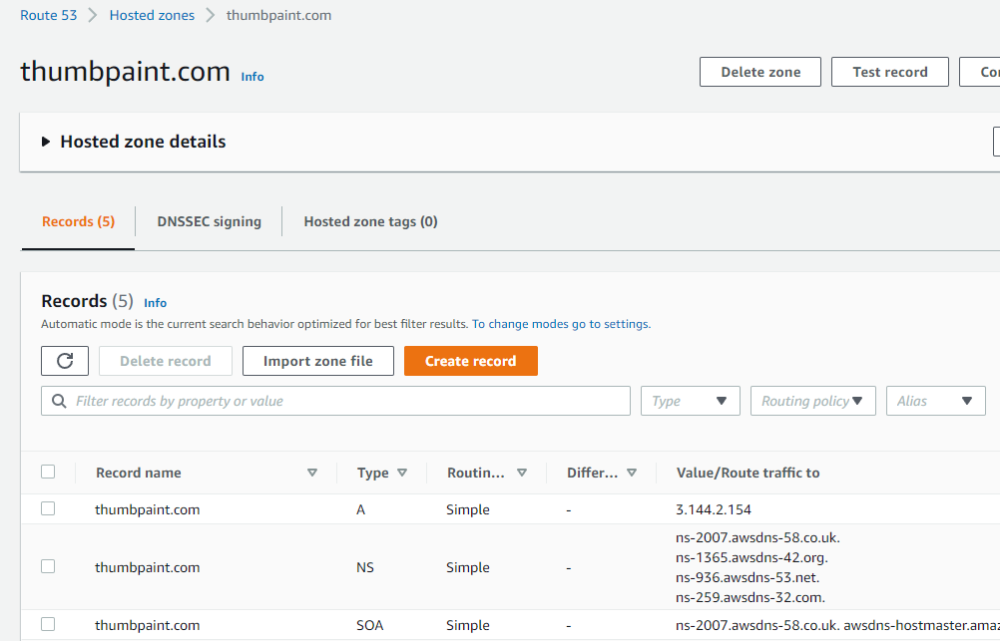 Route 53 Hosted zones thumbpaint.com
thumbpaint.com Info Delete zone Test record
Hosted zone details
Records (5) DNSSEC signing Hosted zone tags (0)
Records (5) Info
Automatic mode is the current search behavior optimized for best filter results. To change modes go to settings.
Delete record Import zone file Create record
Filter records by property or value Type Routing policy Alias
Record name Type Routin... Differ... Value/Route traffic to
thumbpaint.com A Simple - 3.144.2.154
ns-2007.awsdns-58.co.uk.
ns-1365.awsdns-42.org.
thumbpaint.com NS Simple -
ns-936.awsdns-53.net.
ns-259.awsdns-32.com.
thumbpaint.com SOA Simple - ns-2007.awsdns-58.co.uk. awsdns-hostmaster.amaz